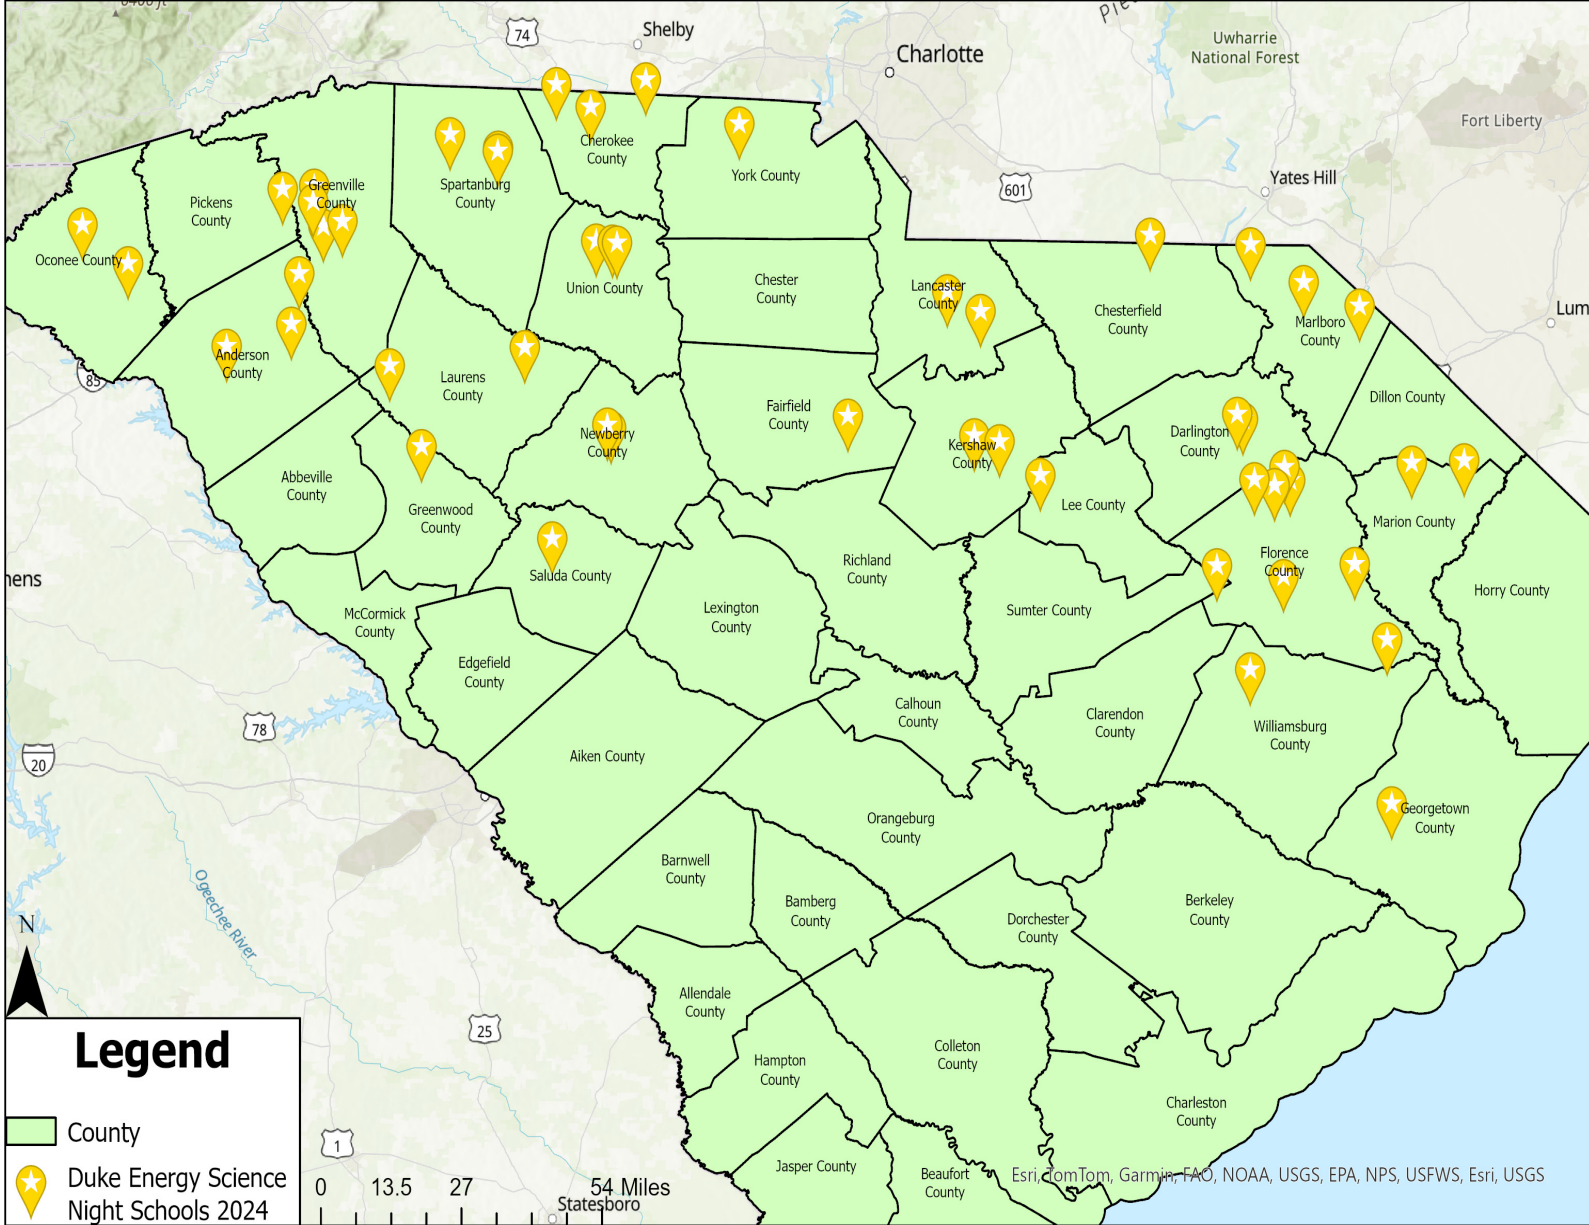 6400 ft
74
Shelby
Charlotte
Uwharrie
National Forest
Fort Liberty
Cherokee
County
Greenville
County
Spartanburg
County
York County
601
Yates Hill
Pickens
County
Oconee County
Union County
Chester
County
Lancaster
County
Chesterfield
County
Marlboro
County
Lum
Anderson
County
85
Laurens
County
Dillon County
Fairfield
County
Newberry
County
Kershaw
County
Darlington
County
Abbeville
County
Greenwood
County
Lee County
Marion County
Saluda County
Richland
County
Florence
County
Horry County
hens
McCormick
County
Lexington
County
Sumter County
Edgefield
County
Calhoun
County
Clarendon
County
Williamsburg
County
78
20
Aiken County
Orangeburg
County
Georgetown
County
Barnwell
County
Bamberg
County
Dorchester
County
Berkeley
County
Ogeechee River
N
Allendale
County
25
Colleton
County
Hampton
County
Charleston
County
Jasper County
Beaufort
County
Legend
County
Duke Energy Science
Night Schools 2024
1
0 13.5 27 54 Miles
Statesboro
Esri, TomTom, Garmin, FAO, NOAA, USGS, EPA, NPS, USFWS, Esri, USGS